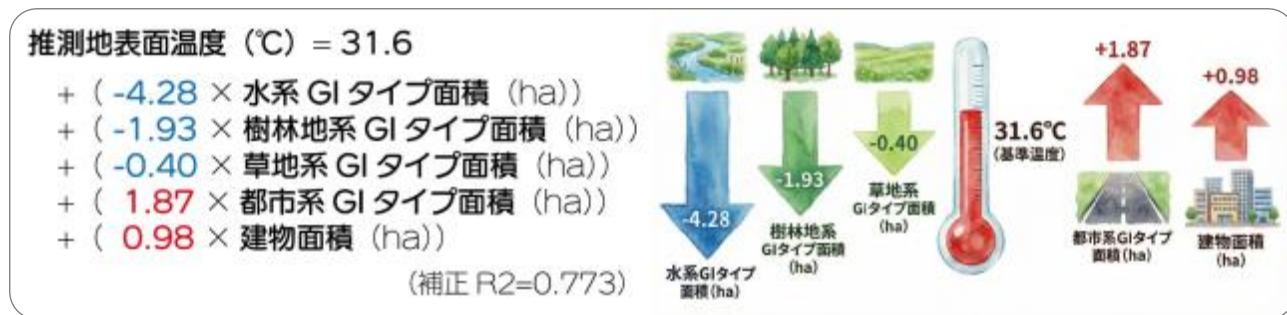 推測地表面温度（℃）= 31.6
+ ( -4.28 × 水系 GI タイプ面積（ha））
+ ( -1.93 × 樹林地系 GI タイプ面積（ha））
+ ( -0.40 × 草地系 GI タイプ面積（ha））
+ ( 1.87 × 都市系 GI タイプ面積（ha））
+ ( 0.98 × 建物面積（ha））
（補正 R2=0.773）
-4.28
水系GIタイプ
面積(ha)
-1.93
樹林地系
GIタイプ面積
(ha)
-0.40
草地系
GIタイプ面積
(ha)
31.6℃
(基準温度)
+1.87
都市系GIタイプ
面積(ha)
+0.98
建物面積
(ha)